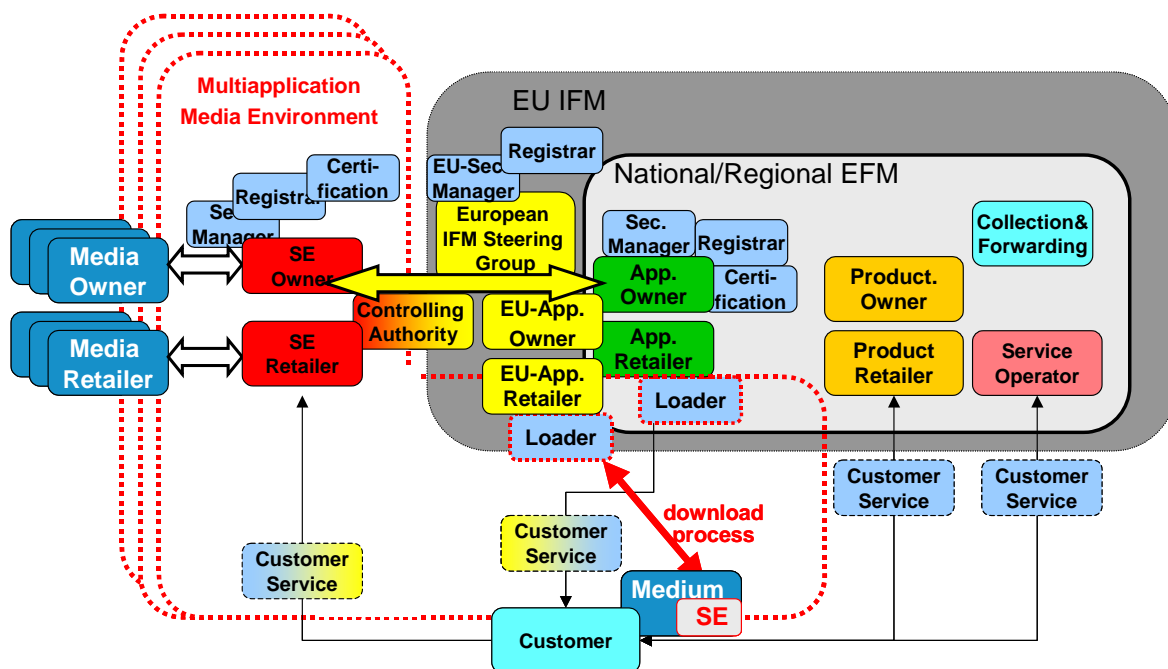 Multiapplication
Media Environment
EU IFM
National/Regional EFM
Certi-
fication
Registrar
Sec.
Manager
EU-Sec.
Manager
Registrar
European
IFM Steering
Group
Sec.
Manager
Registrar
Certi-
fication
Collection&
Forwarding
Media
Owner
SE
Owner
App.
Owner
Product.
Owner
Controlling
Authority
EU-App.
Owner
Media
Retailer
SE
Retailer
App.
Retailer
Product
Retailer
Service
Operator
EU-App.
Retailer
Loader
Loader
Customer
Service
Customer
Service
download
process
Customer
Service
Customer
Service
Medium
SE
Customer